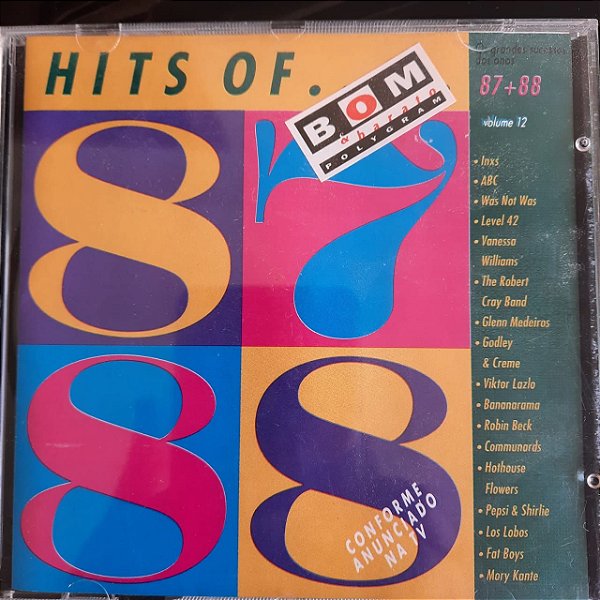 HITS OF.
BOM
& barato
POLYGRAM
Os grandes sucessos
dos anos
87+88
volume 12
87
88
• Inxs
• ABC
• Was Not Was
• Level 42
• Vanessa
Williams
• The Robert
Cray Band
• Glenn Medeiros
• Godley
& Creme
• Viktor Lazlo
• Bananarama
• Robin Beck
• Communards
• Hothouse
Flowers
• Pepsi & Shirlie
• Los Lobos
• Fat Boys
• Mory Kante
CONFORME
ANUNCIADO
NA TV